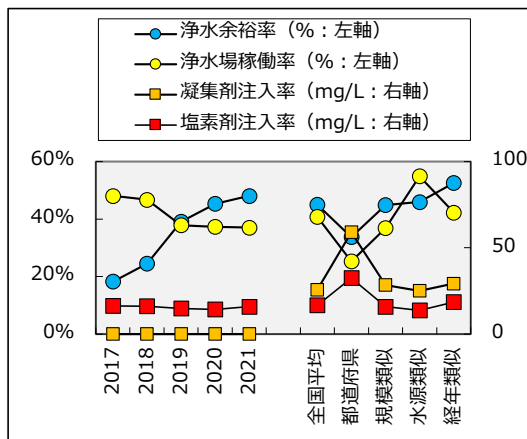 浄水余裕率（%：左軸）
浄水場稼働率（%：左軸）
凝集剤注入率（mg/L：右軸）
塩素剤注入率（mg/L：右軸）
60%
40%
20%
0%
100
50
0
2017
2018
2019
2020
2021
全国平均
都道府県
規模類似
水源類似
経年類似